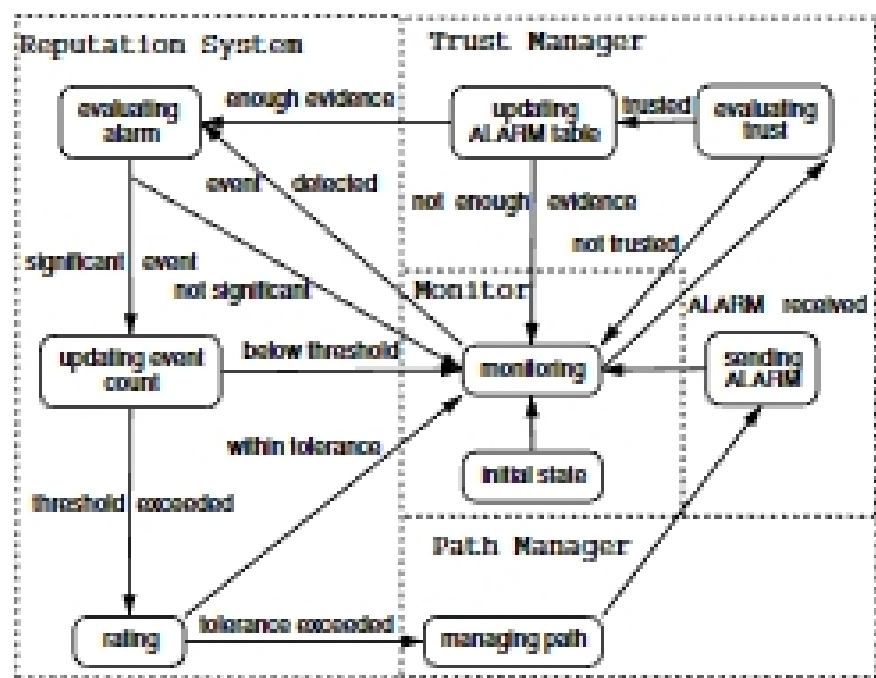 Reputation System
Trust Manager
evaluating
alarm
enough evidence
updating
ALARM table
trusted
evaluating
trust
event detected
not enough evidence
not trusted
significant event
not significant
Monitor
ALARM received
updating event
count
below threshold
monitoring
sending
ALARM
within tolerance
initial state
threshold exceeded
Path Manager
rating
tolerance exceeded
managing path